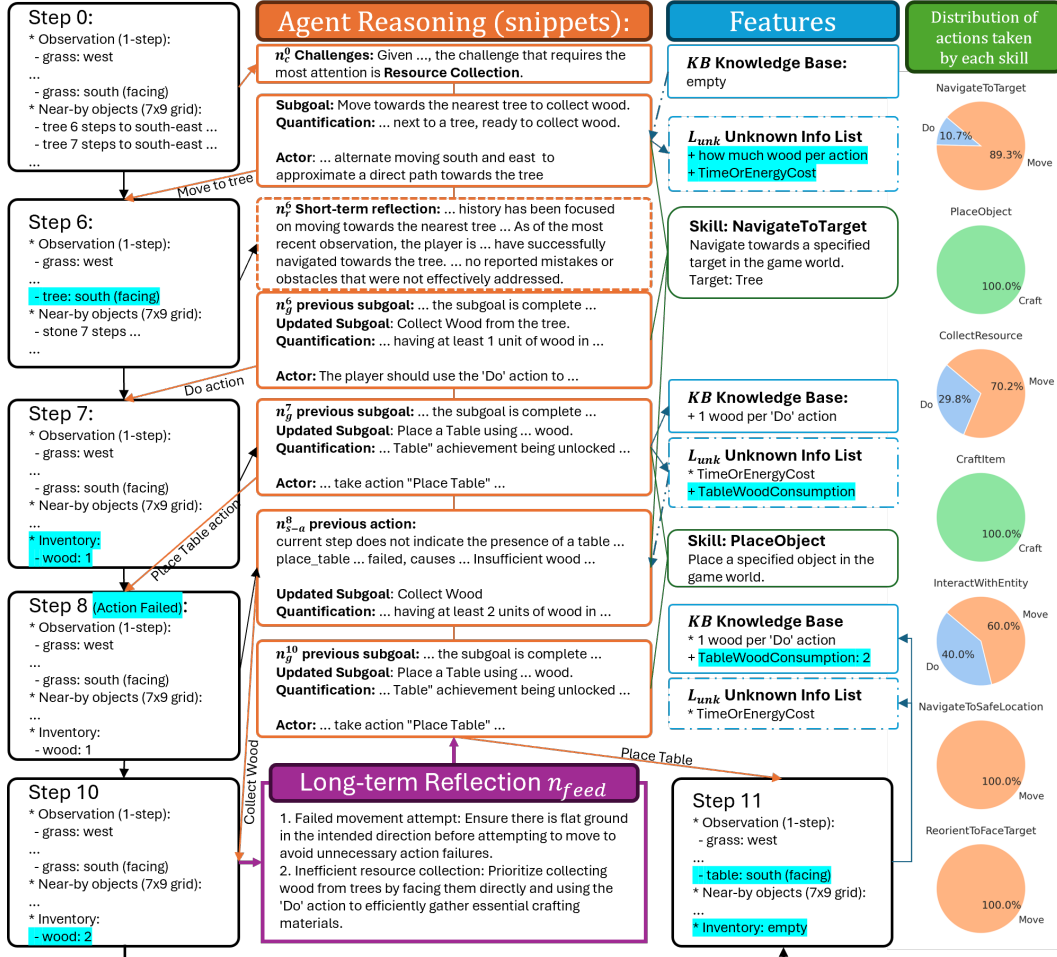 Step 0:
* Observation (1-step):
- grass: west
...
- grass: south (facing)
* Near-by objects (7x9 grid):
- tree 6 steps to south-east ...
- tree 7 steps to south-east ...
...
Move to tree
Step 6:
* Observation (1-step):
- grass: west
...
- tree: south (facing)
* Near-by objects (7x9 grid):
- stone 7 steps ...
...
Do action
Step 7:
* Observation (1-step):
- grass: west
...
- grass: south (facing)
* Near-by objects (7x9 grid):
...
* Inventory:
- wood: 1
Place Table action
Step 8 (Action Failed):
* Observation (1-step):
- grass: west
...
- grass: south (facing)
* Near-by objects (7x9 grid):
...
* Inventory:
- wood: 1
Collect Wood
Step 10
* Observation (1-step):
- grass: west
...
- grass: south (facing)
* Near-by objects (7x9 grid):
...
* Inventory:
- wood: 2
Agent Reasoning (snippets):
n_c^0 Challenges: Given ..., the challenge that requires the
most attention is Resource Collection.
Subgoal: Move towards the nearest tree to collect wood.
Quantification: ... next to a tree, ready to collect wood.
Actor: ... alternate moving south and east to
approximate a direct path towards the tree
n_r^6 Short-term reflection: ... history has been focused
on moving towards the nearest tree ... As of the most
recent observation, the player is ... have successfully
navigated towards the tree. ... no reported mistakes or
obstacles that were not effectively addressed.
n_g^6 previous subgoal: ... the subgoal is complete ...
Updated Subgoal: Collect Wood from the tree.
Quantification: ... having at least 1 unit of wood in ...
Actor: The player should use the 'Do' action to ...
n_g^7 previous subgoal: ... the subgoal is complete ...
Updated Subgoal: Place a Table using ... wood.
Quantification: ... Table" achievement being unlocked ...
Actor: ... take action "Place Table" ...
n_{s-a}^8 previous action:
current step does not indicate the presence of a table ...
place_table ... failed, causes ... Insufficient wood ...
Updated Subgoal: Collect Wood
Quantification: ... having at least 2 units of wood in ...
n_g^10 previous subgoal: ... the subgoal is complete ...
Updated Subgoal: Place a Table using ... wood.
Quantification: ... Table" achievement being unlocked ...
Actor: ... take action "Place Table" ...
Place Table
Long-term Reflection n_feed
1. Failed movement attempt: Ensure there is flat ground
in the intended direction before attempting to move to
avoid unnecessary action failures.
2. Inefficient resource collection: Prioritize collecting
wood from trees by facing them directly and using the
'Do' action to efficiently gather essential crafting
materials.
Features
KB Knowledge Base:
empty
L_unk Unknown Info List
+ how much wood per action
+ TimeOrEnergyCost
Skill: NavigateToTarget
Navigate towards a specified
target in the game world.
Target: Tree
KB Knowledge Base:
+ 1 wood per 'Do' action
L_unk Unknown Info List
* TimeOrEnergyCost
+ TableWoodConsumption
Skill: PlaceObject
Place a specified object in the
game world.
KB Knowledge Base
* 1 wood per 'Do' action
+ TableWoodConsumption: 2
L_unk Unknown Info List
* TimeOrEnergyCost
Step 11
* Observation (1-step):
- grass: west
...
- table: south (facing)
* Near-by objects (7x9 grid):
...
* Inventory: empty
Distribution of
actions taken
by each skill
NavigateToTarget
Do
10.7%
89.3%
Move
PlaceObject
100.0%
Craft
CollectResource
70.2%
Move
Do
29.8%
CraftItem
100.0%
Craft
InteractWithEntity
60.0%
Move
40.0%
Do
NavigateToSafeLocation
100.0%
Move
ReorientToFaceTarget
100.0%
Move